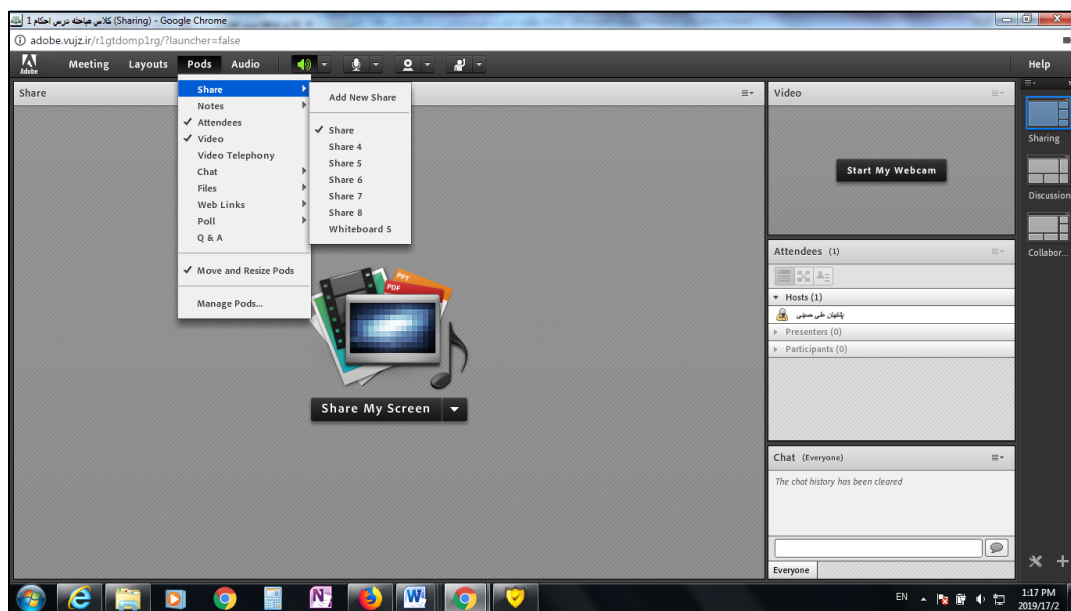 کلاس مباحثه درس احکام 1 (Sharing) - Google Chrome
adobe.vujz.ir/r1gtdomp1rg/?launcher=false
Adobe
Meeting Layouts Pods Audio Help
Share
Share
Notes
Attendees
Video
Video Telephony
Chat
Files
Web Links
Poll
Q & A
Move and Resize Pods
Manage Pods...
Add New Share
Share
Share 4
Share 5
Share 6
Share 7
Share 8
Whiteboard 5
PPT
PDF
Share My Screen
Video
Start My Webcam
Attendees (1)
Hosts (1)
پشتیبان علی حسینی
Presenters (0)
Participants (0)
Chat (Everyone)
The chat history has been cleared
Everyone
Sharing
Discussion
Collabor...
EN
1:17 PM
2019/17/2